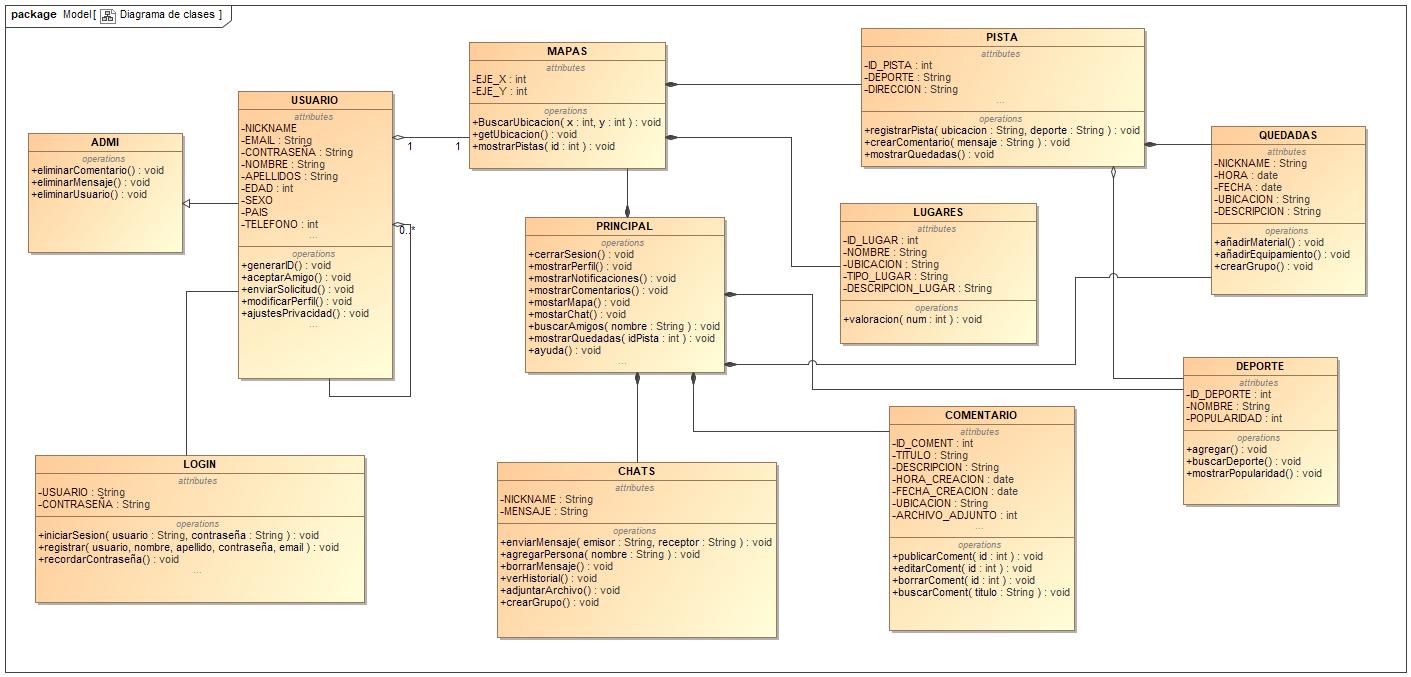 package Model[ Diagrama de clases ]
ADMI
operations
+eliminarComentario() : void
+eliminarMensaje() : void
+eliminarUsuario() : void
USUARIO
attributes
-NICKNAME
-EMAIL : String
-CONTRASEÑA : String
-NOMBRE : String
-APELLIDOS : String
-EDAD : int
-SEXO
-PAIS
-TELEFONO : int
...
operations
+generarID() : void
+aceptarAmigo() : void
+enviarSolicitud() : void
+modificarPerfil() : void
+ajustesPrivacidad() : void
...
1
1
0..*
MAPAS
attributes
-EJE_X : int
-EJE_Y : int
operations
+BuscarUbicacion( x : int, y : int ) : void
+getUbicacion() : void
+mostrarPistas( id : int ) : void
PISTA
attributes
-ID_PISTA : int
-DEPORTE : String
-DIRECCION : String
...
operations
+registrarPista( ubicacion : String, deporte : String ) : void
+crearComentario( mensaje : String ) : void
+mostrarQuedadas() : void
QUEDADAS
attributes
-NICKNAME : String
-HORA : date
-FECHA : date
-UBICACION : String
-DESCRIPCION : String
operations
+añadirMaterial() : void
+añadirEquipamiento() : void
+crearGrupo() : void
PRINCIPAL
operations
+cerrarSesion() : void
+mostrarPerfil() : void
+mostrarNotificaciones() : void
+mostrarComentarios() : void
+mostarMapa() : void
+mostarChat() : void
+buscarAmigos( nombre : String ) : void
+mostrarQuedadas( idPista : int ) : void
+ayuda() : void
...
LUGARES
attributes
-ID_LUGAR : int
-NOMBRE : String
-UBICACION : String
-TIPO_LUGAR : String
-DESCRIPCION_LUGAR : String
operations
+valoracion( num : int ) : void
DEPORTE
attributes
-ID_DEPORTE : int
-NOMBRE : String
-POPULARIDAD : int
operations
+agregar() : void
+buscarDeporte() : void
+mostrarPopularidad() : void
LOGIN
attributes
-USUARIO : String
-CONTRASEÑA : String
operations
+iniciarSesion( usuario : String, contraseña : String ) : void
+registrar( usuario, nombre, apellido, contraseña, email ) : void
+recordarContraseña() : void
...
CHATS
attributes
-NICKNAME : String
-MENSAJE : String
operations
+enviarMensaje( emisor : String, receptor : String ) : void
+agregarPersona( nombre : String ) : void
+borrarMensaje() : void
+verHistorial() : void
+adjuntarArchivo() : void
+crearGrupo() : void
COMENTARIO
attributes
-ID_COMENT : int
-TITULO : String
-DESCRIPCION : String
-HORA_CREACION : date
-FECHA_CREACION : date
-UBICACION : String
-ARCHIVO_ADJUNTO : int
...
operations
+publicarComent( id : int ) : void
+editarComent( id : int ) : void
+borrarComent( id : int ) : void
+buscarComent( titulo : String ) : void